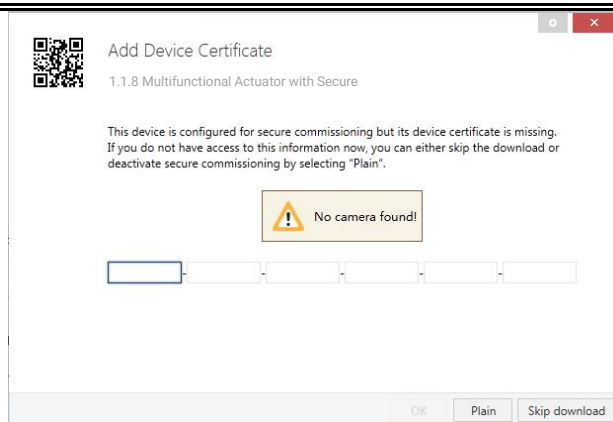 Add Device Certificate
1.1.8 Multifunctional Actuator with Secure
This device is configured for secure commissioning but its device certificate is missing.
If you do not have access to this information now, you can either skip the download or
deactivate secure commissioning by selecting "Plain".
No camera found!
- - - - -
OK Plain Skip download